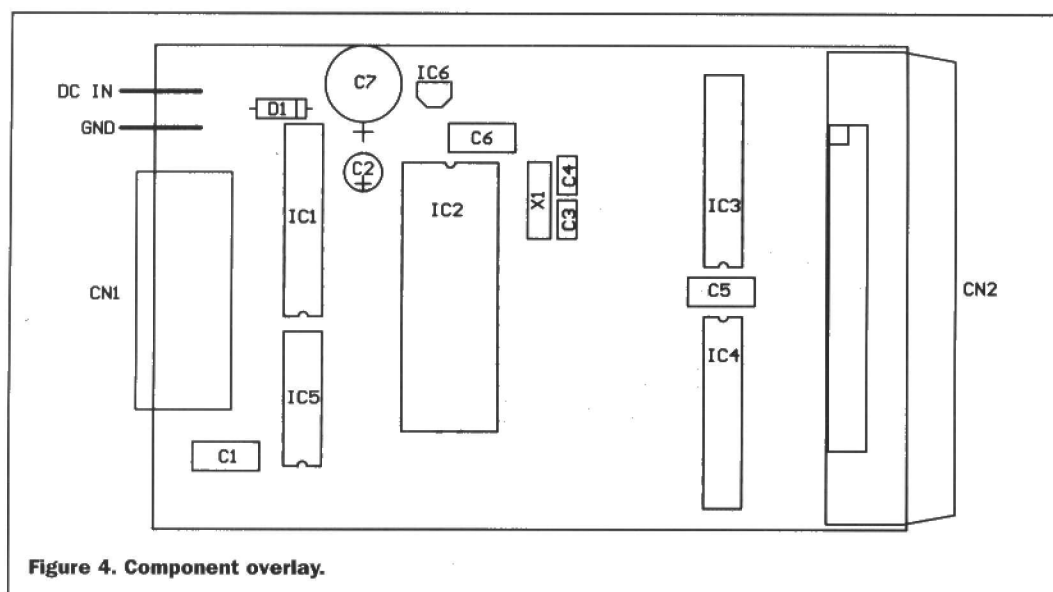 DC IN
GND
D1
C7
IC6
C6
C2
IC1
IC2
X1
C4
C3
IC3
C5
CN1
CN2
IC4
IC5
C1
Figure 4. Component overlay.